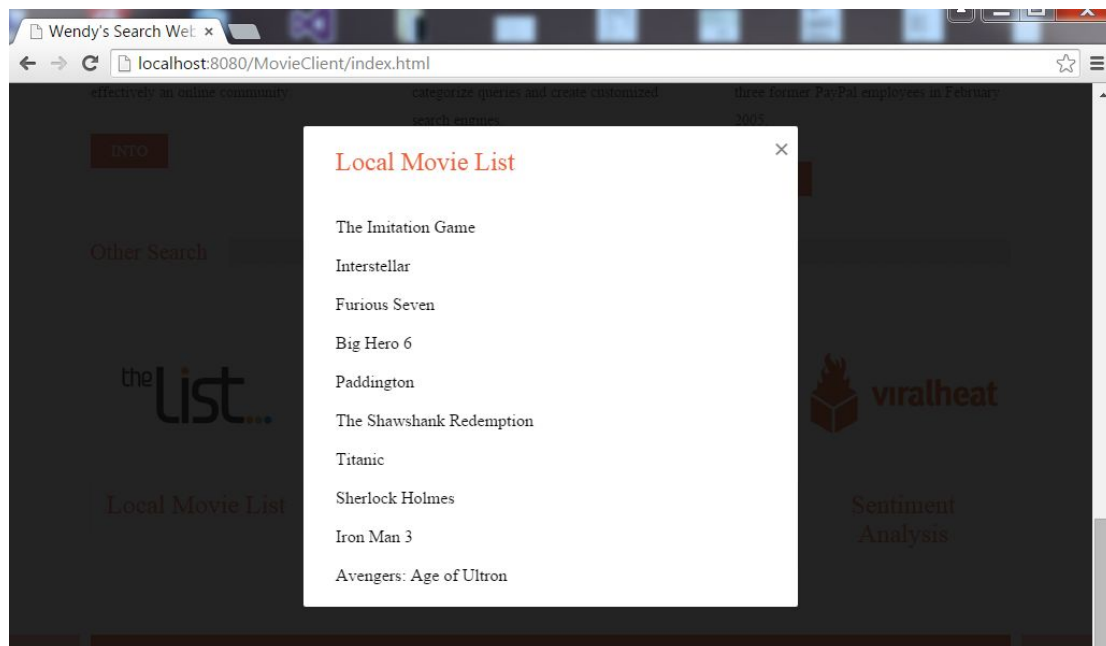 Wendy's Search Web
localhost:8080/MovieClient/index.html
effectively an online community.
categorize queries and create customized
search engines.
three former PayPal employees in February
2005.
INTO
Local Movie List
The Imitation Game
Interstellar
Furious Seven
Big Hero 6
Paddington
The Shawshank Redemption
Titanic
Sherlock Holmes
Iron Man 3
Avengers: Age of Ultron
Other Search
the List...
viralheat
Local Movie List
Sentiment
Analysis